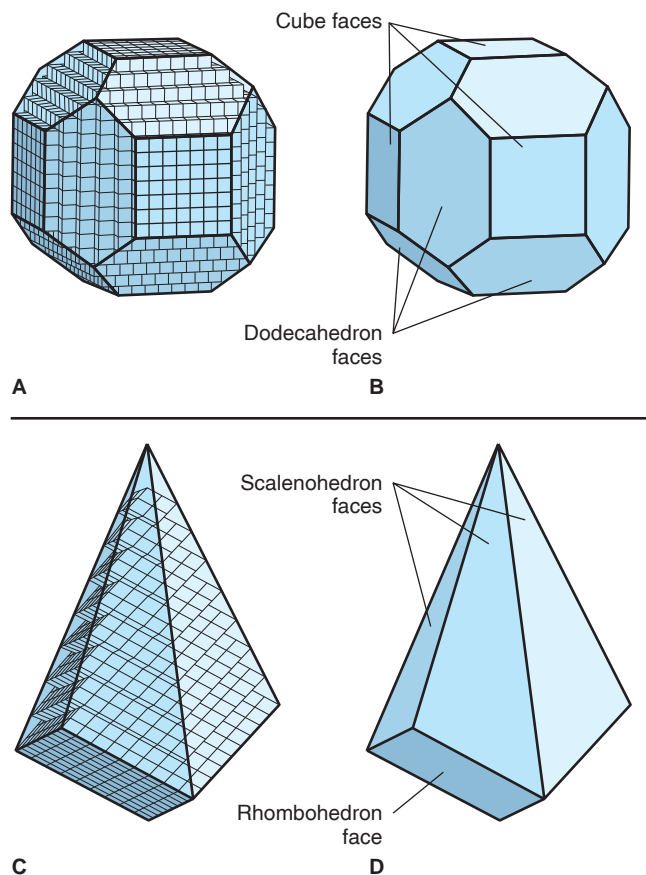 Cube faces
Dodecahedron
faces
A
B
Scalenohedron
faces
Rhombohedron
face
C
D